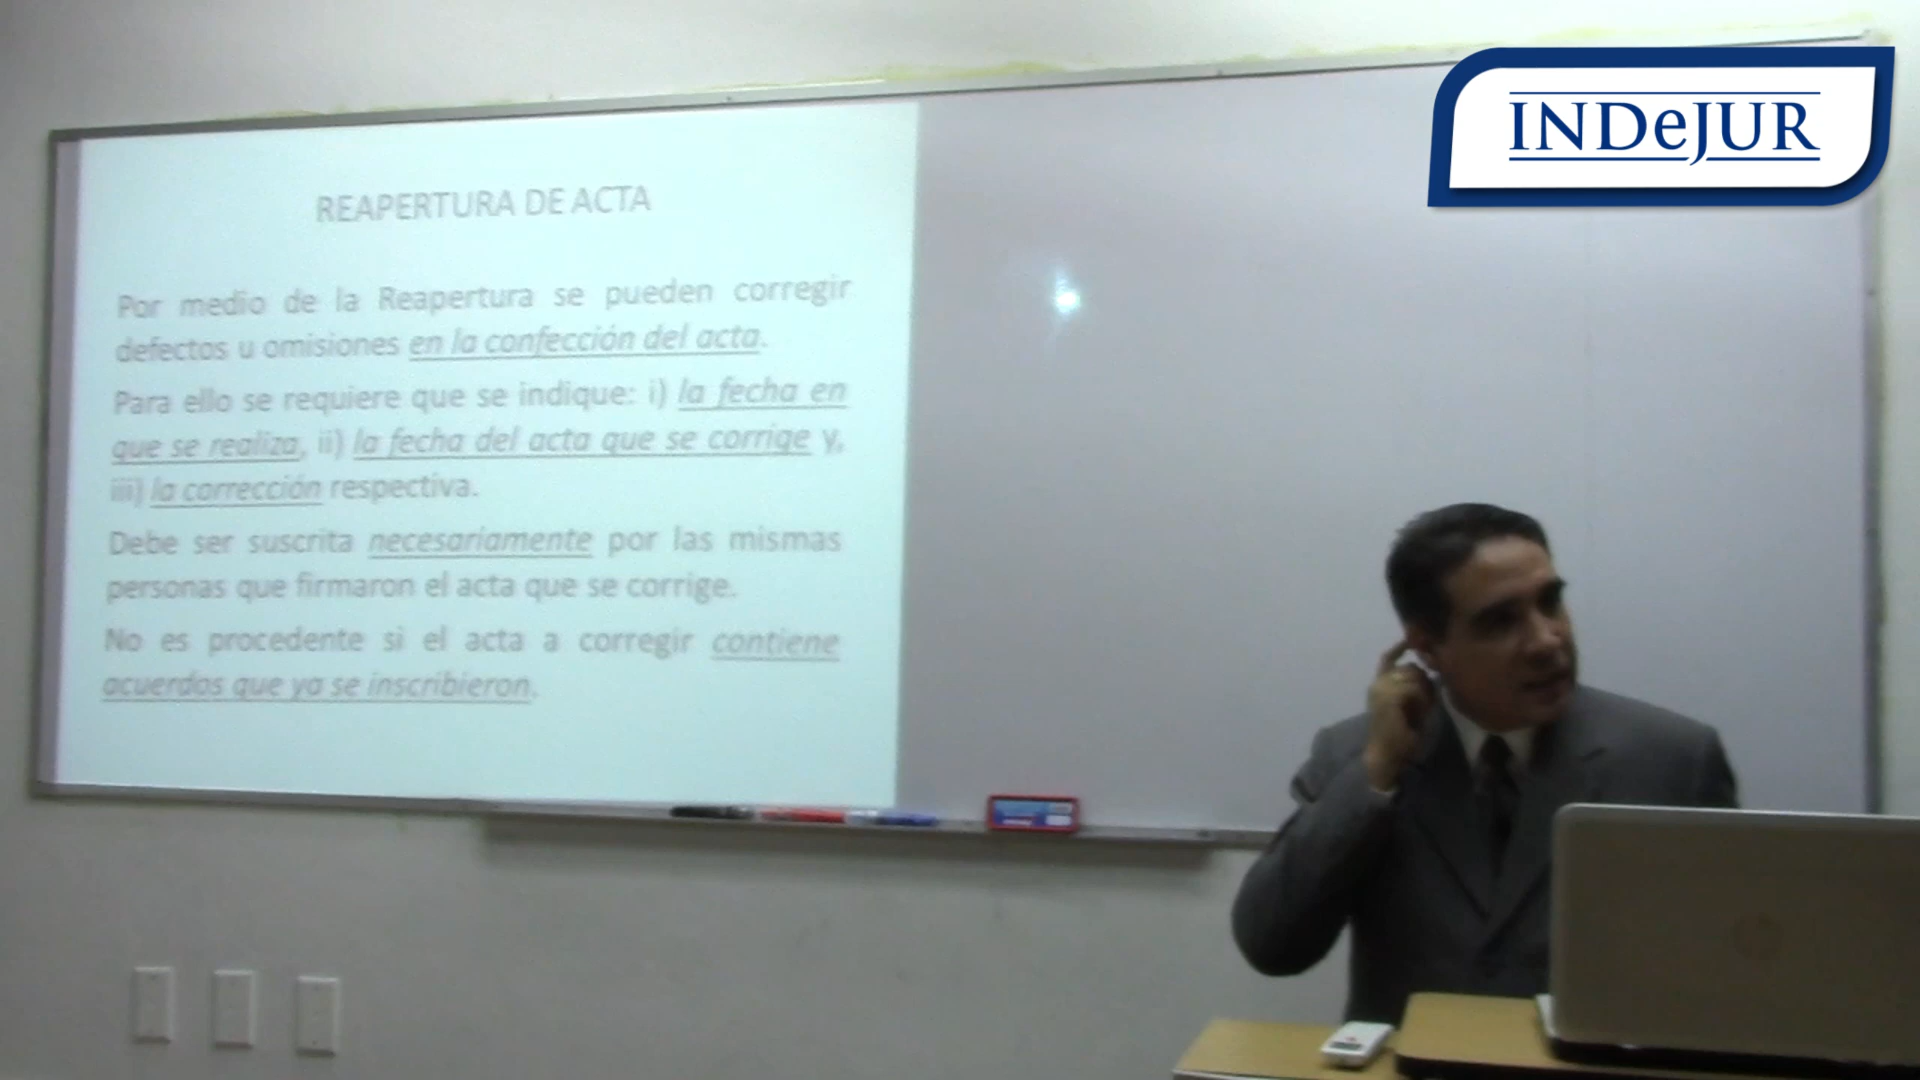 INDeJUR
REAPERTURA DE ACTA
Por medio de la Reapertura se pueden corregir
defectos u omisiones en la confección del acta.
Para ello se requiere que se indique: i) la fecha en
que se realiza, ii) la fecha del acta que se corrige y,
iii) la corrección respectiva.
Debe ser suscrita necesariamente por las mismas
personas que firmaron el acta que se corrige.
No es procedente si el acta a corregir contiene
acuerdos que ya se inscribieron.